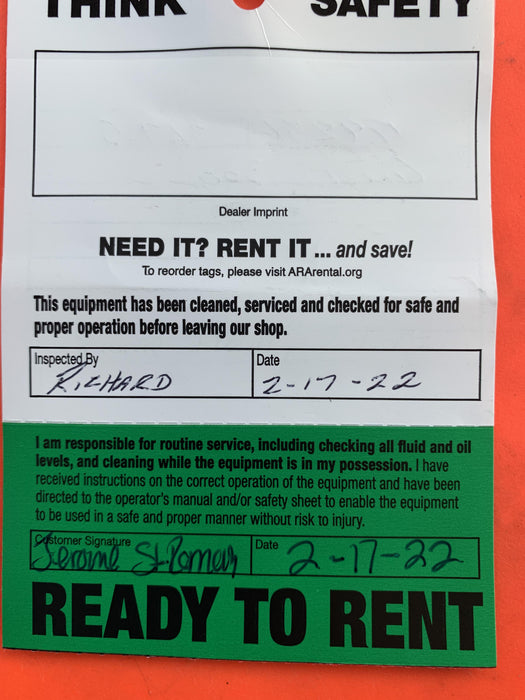 THINK SAFETY
Dealer Imprint
NEED IT? RENT IT... and save!
To reorder tags, please visit ARArental.org
This equipment has been cleaned, serviced and checked for safe and
proper operation before leaving our shop.
Inspected By Date
RICHARD 2-17-22
I am responsible for routine service, including checking all fluid and oil
levels, and cleaning while the equipment is in my possession. I have
received instructions on the correct operation of the equipment and have been
directed to the operator's manual and/or safety sheet to enable the equipment
to be used in a safe and proper manner without risk to injury.
Customer Signature Date
Jerome St. 2-17-22
READY TO RENT